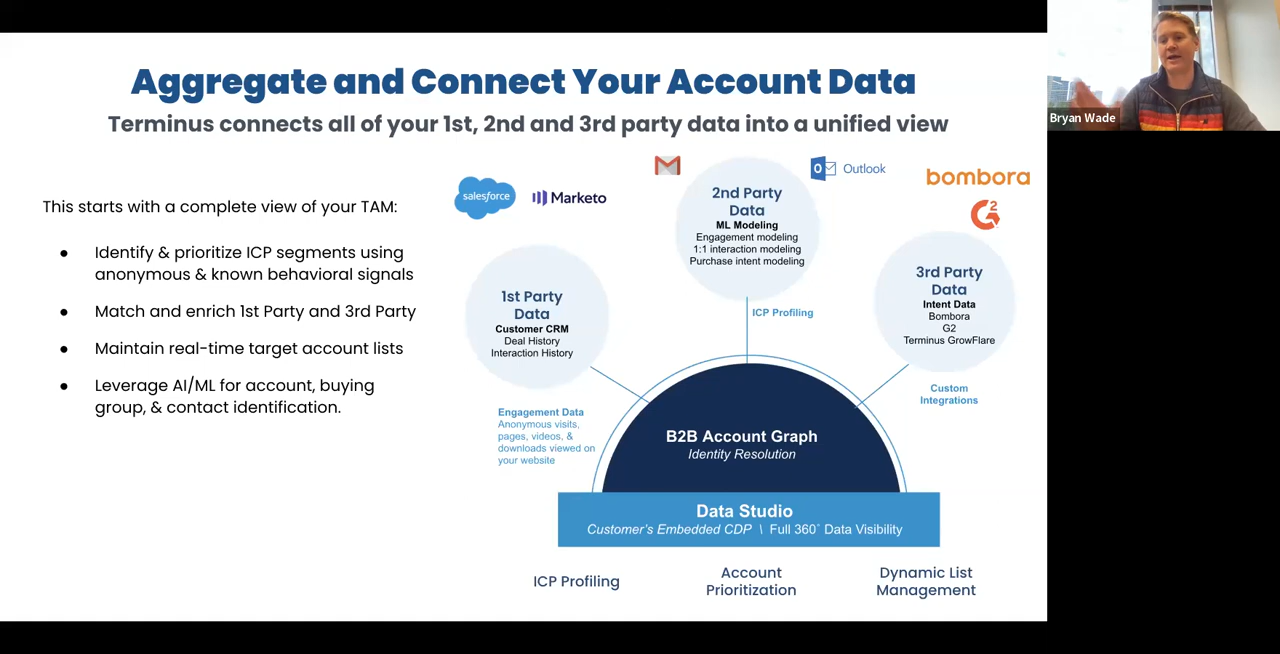 Aggregate and Connect Your Account Data
Terminus connects all of your 1st, 2nd and 3rd party data into a unified view
This starts with a complete view of your TAM:
● Identify & prioritize ICP segments using
anonymous & known behavioral signals
● Match and enrich 1st Party and 3rd Party
● Maintain real-time target account lists
● Leverage AI/ML for account, buying
group, & contact identification.
salesforce
Marketo
Outlook
bombora
G2
1st Party
Data
Customer CRM
Deal History
Interaction History
2nd Party
Data
ML Modeling
Engagement modeling
1:1 interaction modeling
Purchase intent modeling
3rd Party
Data
Intent Data
Bombora
G2
Terminus GrowFlare
ICP Profiling
Custom
Integrations
Engagement Data
Anonymous visits,
pages, videos, &
downloads viewed on
your website
B2B Account Graph
Identity Resolution
Data Studio
Customer's Embedded CDP \ Full 360° Data Visibility
ICP Profiling
Account
Prioritization
Dynamic List
Management
Bryan Wade